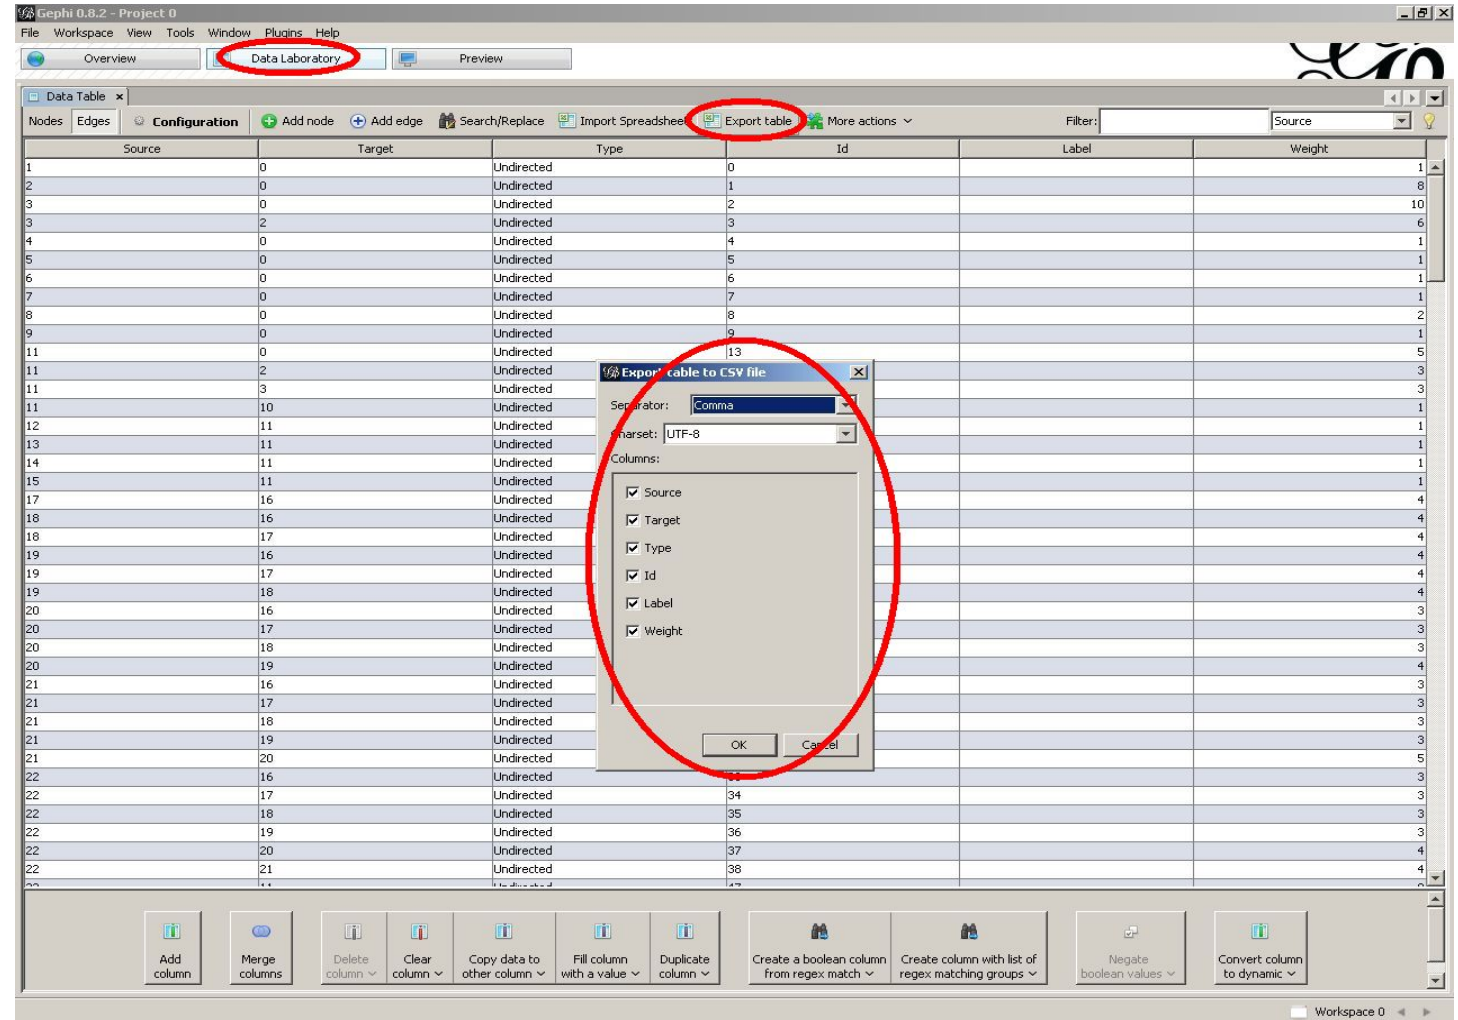 Gephi 0.8.2 - Project 0
File Workspace View Tools Window Plugins Help
Overview Data Laboratory Preview
Data Table
Nodes Edges Configuration Add node Add edge Search/Replace Import Spreadsheet Export table More actions Filter: Source
Source Target Type Id Label Weight
1 0 Undirected 0 1
2 0 Undirected 1 8
3 0 Undirected 2 10
3 2 Undirected 3 6
4 0 Undirected 4 1
5 0 Undirected 5 1
6 0 Undirected 6 1
7 0 Undirected 7 1
8 0 Undirected 8 2
9 0 Undirected 9 1
11 0 Undirected 13 5
11 2 Undirected 3
11 3 Undirected 3
11 10 Undirected 1
12 11 Undirected 1
13 11 Undirected 1
14 11 Undirected 1
15 11 Undirected 1
17 16 Undirected 4
18 16 Undirected 4
18 17 Undirected 4
19 16 Undirected 4
19 17 Undirected 4
19 18 Undirected 4
20 16 Undirected 3
20 17 Undirected 3
20 18 Undirected 3
20 19 Undirected 4
21 16 Undirected 3
21 17 Undirected 3
21 18 Undirected 3
21 19 Undirected 3
21 20 Undirected 5
22 16 Undirected 3
22 17 Undirected 34 3
22 18 Undirected 35 3
22 19 Undirected 36 3
22 20 Undirected 37 4
22 21 Undirected 38 4
Export table to CSV file
Separator: Comma
Charset: UTF-8
Columns:
Source
Target
Type
Id
Label
Weight
OK Cancel
Add column
Merge columns
Delete column
Clear column
Copy data to other column
Fill column with a value
Duplicate column
Create a boolean column from regex match
Create column with list of regex matching groups
Negate boolean values
Convert column to dynamic
Workspace 0